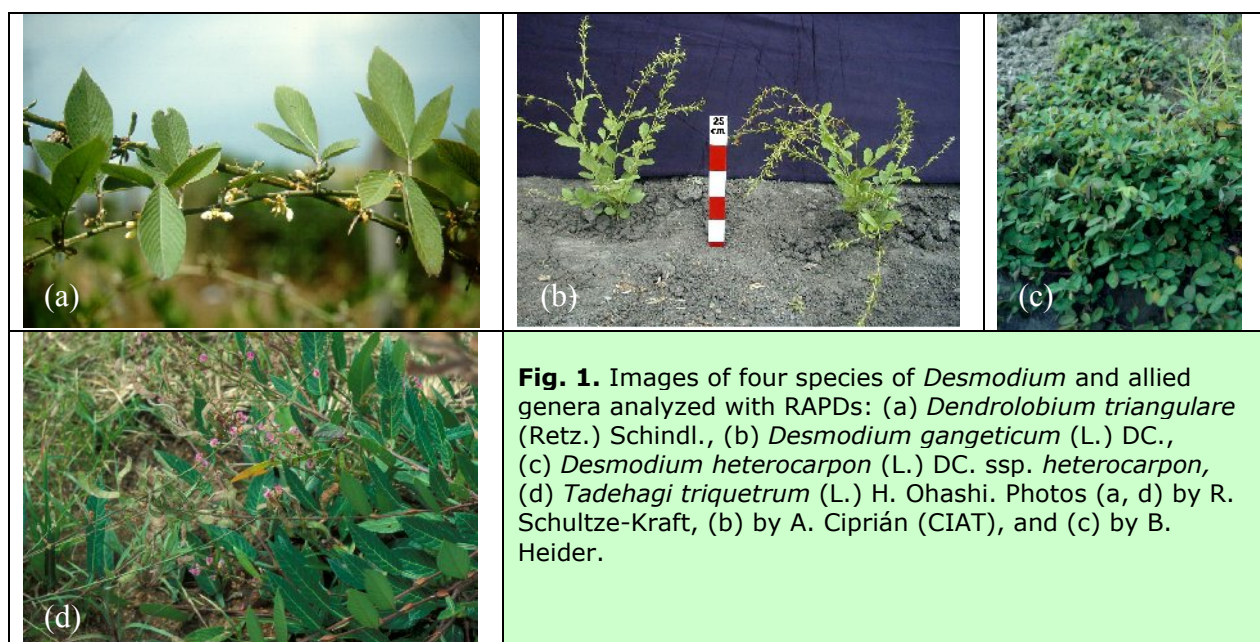 (a)
(b)
25
cm.
(c)
(d)
Fig. 1. Images of four species of Desmodium and allied
genera analyzed with RAPDs: (a) Dendrolobium triangulare
(Retz.) Schindl., (b) Desmodium gangeticum (L.) DC.,
(c) Desmodium heterocarpon (L.) DC. ssp. heterocarpon,
(d) Tadehagi triquetrum (L.) H. Ohashi. Photos (a, d) by R.
Schultze-Kraft, (b) by A. Ciprián (CIAT), and (c) by B.
Heider.